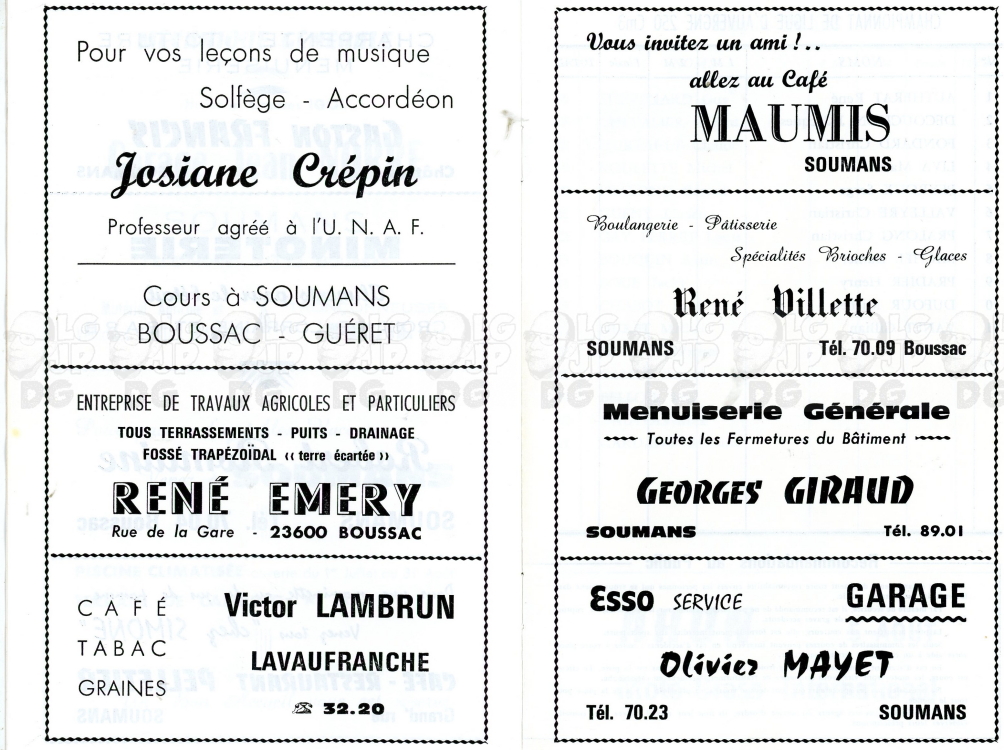 Pour vos leçons de musique
Solfège - Accordéon
Josiane Crépin
Professeur agréé à l'U. N. A. F.
Cours à SOUMANS
BOUSSAC - GUÉRET
ENTREPRISE DE TRAVAUX AGRICOLES ET PARTICULIERS
TOUS TERRASSEMENTS - PUITS - DRAINAGE
FOSSÉ TRAPÉZOÏDAL ‹‹ terre écartée ››
RENÉ EMERY
Rue de la Gare - 23600 BOUSSAC
CAFÉ
TABAC
GRAINES
Victor LAMBRUN
LAVAUFRANCHE
☎ 32.20
Vous invitez un ami !..
allez au Café
MAUMIS
SOUMANS
Boulangerie - Pâtisserie
Spécialités Brioches - Glaces
René Villette
SOUMANS Tél. 70.09 Boussac
Menuiserie Générale
Toutes les Fermetures du Bâtiment
GEORGES GIRAUD
SOUMANS Tél. 89.01
ESSO SERVICE GARAGE
Olivier MAYET
Tél. 70.23 SOUMANS